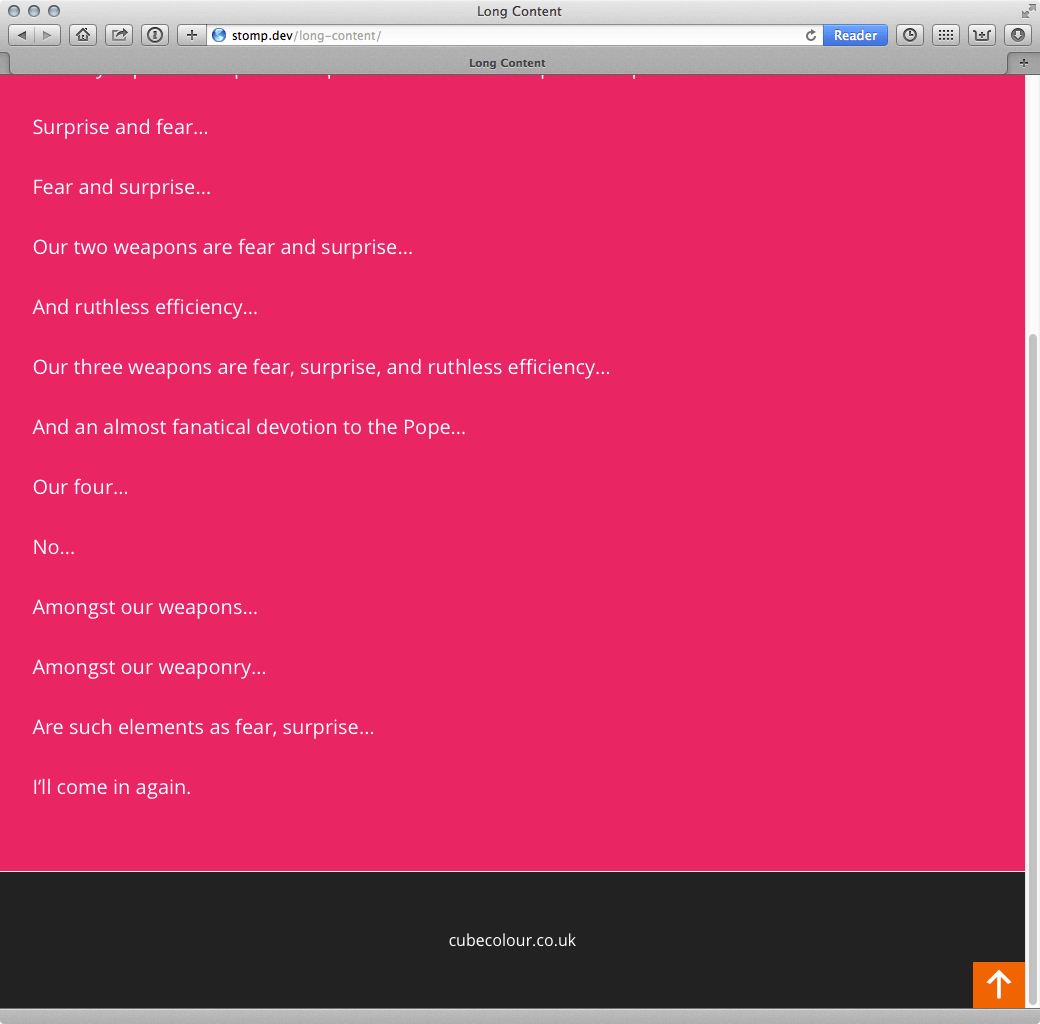 Long Content
stomp.dev/long-content/
Reader
Long Content
Surprise and fear...
Fear and surprise...
Our two weapons are fear and surprise...
And ruthless efficiency...
Our three weapons are fear, surprise, and ruthless efficiency...
And an almost fanatical devotion to the Pope...
Our four...
No...
Amongst our weapons...
Amongst our weaponry...
Are such elements as fear, surprise...
I’ll come in again.
cubecolour.co.uk